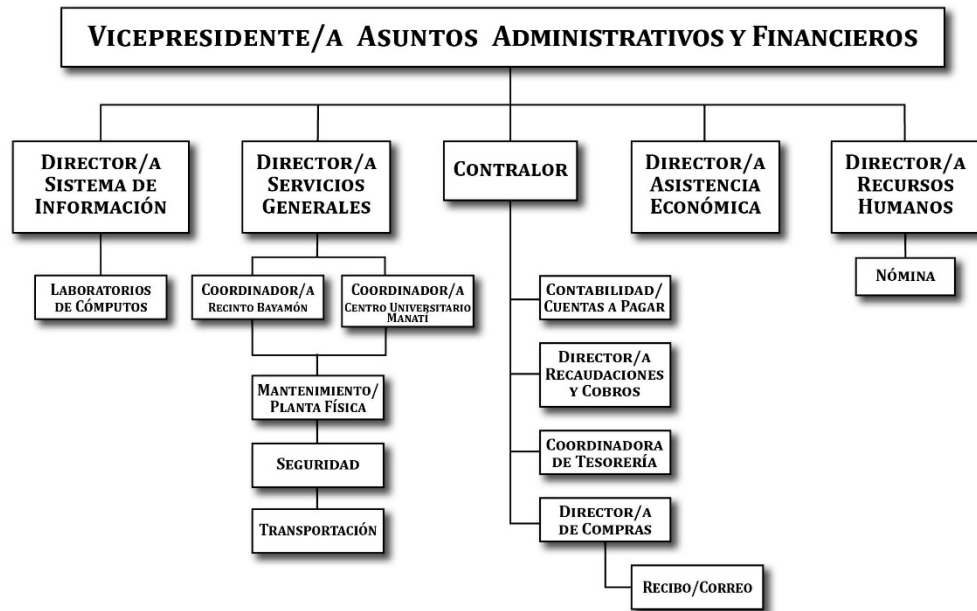 VICEPRESIDENTE/A ASUNTOS ADMINISTRATIVOS Y FINANCIEROS
DIRECTOR/A
SISTEMA DE
INFORMACIÓN
DIRECTOR/A
SERVICIOS
GENERALES
CONTRALOR
DIRECTOR/A
ASISTENCIA
ECONÓMICA
DIRECTOR/A
RECURSOS
HUMANOS
LABORATORIOS
DE CÓMPUTOS
COORDINADOR/A
RECINTO BAYAMÓN
COORDINADOR/A
CENTRO UNIVERSITARIO
MANATÍ
NÓMINA
CONTABILIDAD/
CUENTAS A PAGAR
DIRECTOR/A
RECAUDACIONES
Y COBROS
MANTENIMIENTO/
PLANTA FÍSICA
SEGURIDAD
COORDINADORA
DE TESORERÍA
TRANSPORTACIÓN
DIRECTOR/A
DE COMPRAS
RECIBO/CORREO